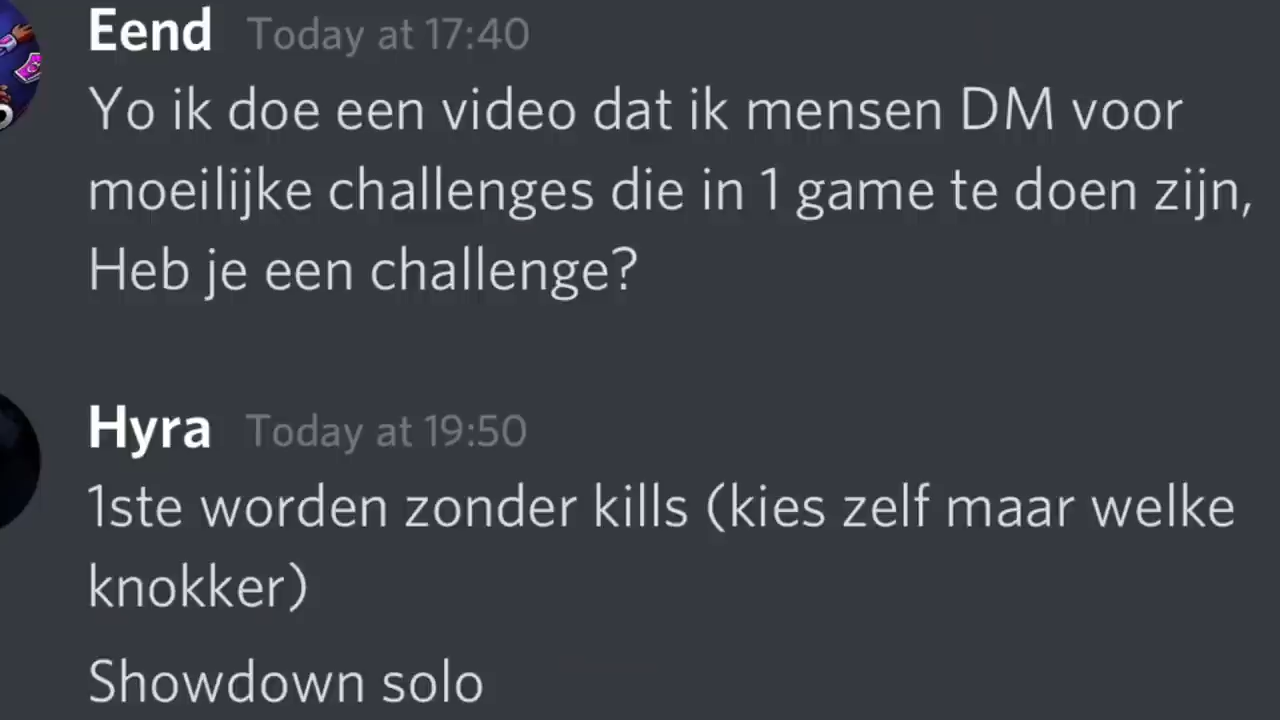 Eend Today at 17:40
Yo ik doe een video dat ik mensen DM voor
moeilijke challenges die in 1 game te doen zijn,
Heb je een challenge?
Hyra Today at 19:50
1ste worden zonder kills (kies zelf maar welke
knokker)
Showdown solo